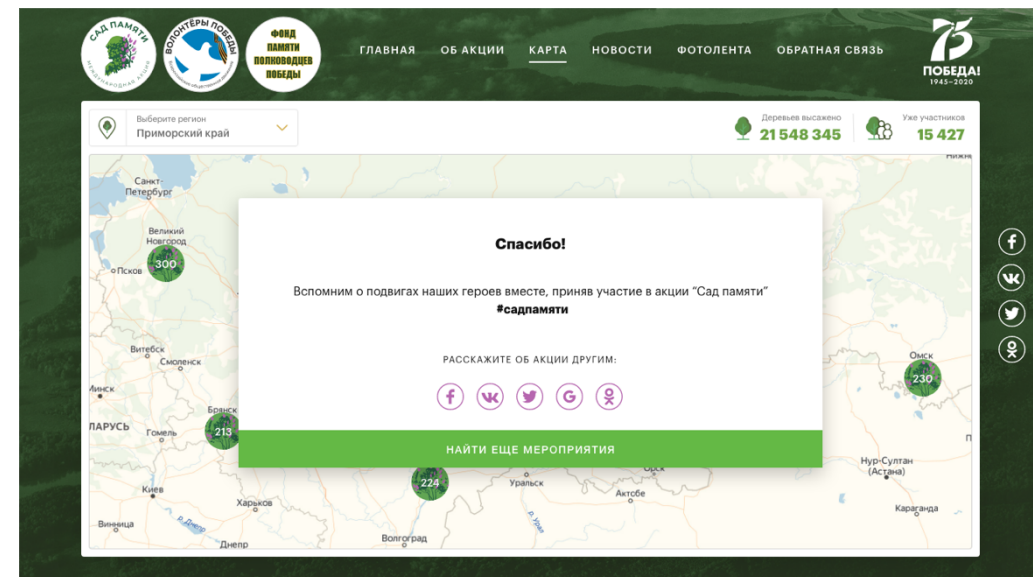 САД ПАМЯТИ
МЕЖДУНАРОДНАЯ АКЦИЯ
ВОЛОНТЁРЫ ПОБЕДЫ
ФОНД
ПАМЯТИ
ПОЛКОВОДЦЕВ
ПОБЕДЫ
ГЛАВНАЯ
ОБ АКЦИИ
КАРТА
НОВОСТИ
ФОТОЛЕНТА
ОБРАТНАЯ СВЯЗЬ
75
ПОБЕДА!
1945–2020
Выберите регион
Приморский край
Деревьев высажено
21 548 345
Уже участников
15 427
Санкт-
Петербург
Великий
Новгород
300
Псков
Витебск
Смоленск
Минск
Брянск
ЛАРУСЬ
Гомель
213
Киев
Харьков
Винница
р. Днепр
Днепр
Волгоград
224
Уральск
р. Урал
Орск
Актобе
Омск
230
Нур-Султан
(Астана)
Караганда
Спасибо!
Вспомним о подвигах наших героев вместе, приняв участие в акции “Сад памяти”
#садпамяти
РАССКАЖИТЕ ОБ АКЦИИ ДРУГИМ:
НАЙТИ ЕЩЕ МЕРОПРИЯТИЯ